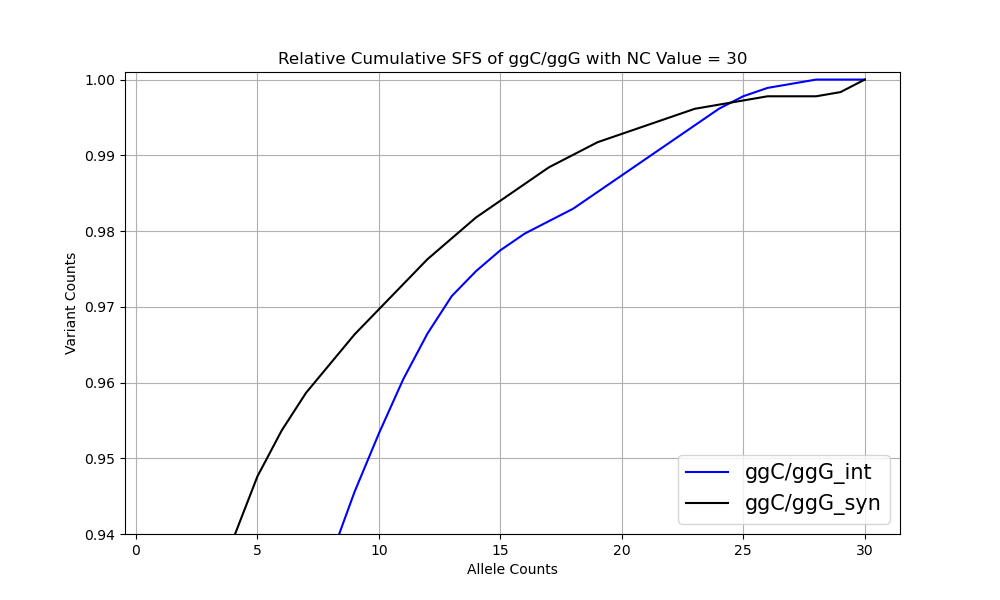 Relative Cumulative SFS of ggC/ggG with NC Value = 30
1.00
0.99
0.98
0.97
0.96
0.95
0.94
Variant Counts
0 5 10 15 20 25 30
Allele Counts
ggC/ggG_int
ggC/ggG_syn